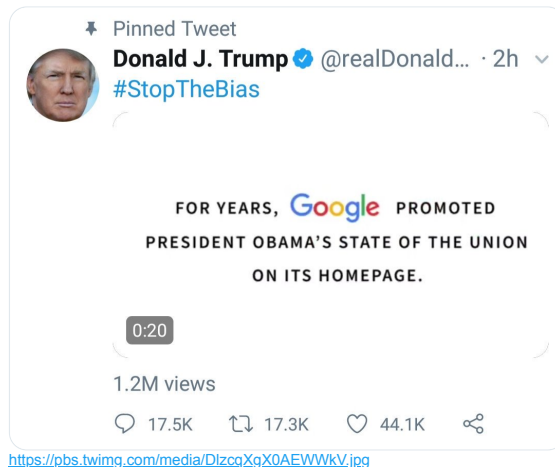 Pinned Tweet
Donald J. Trump @realDonald... · 2h
#StopTheBias
FOR YEARS, Google PROMOTED
PRESIDENT OBAMA'S STATE OF THE UNION
ON ITS HOMEPAGE.
0:20
1.2M views
17.5K 17.3K 44.1K
https://pbs.twimg.com/media/DlzcgXgX0AEWWkV.jpg